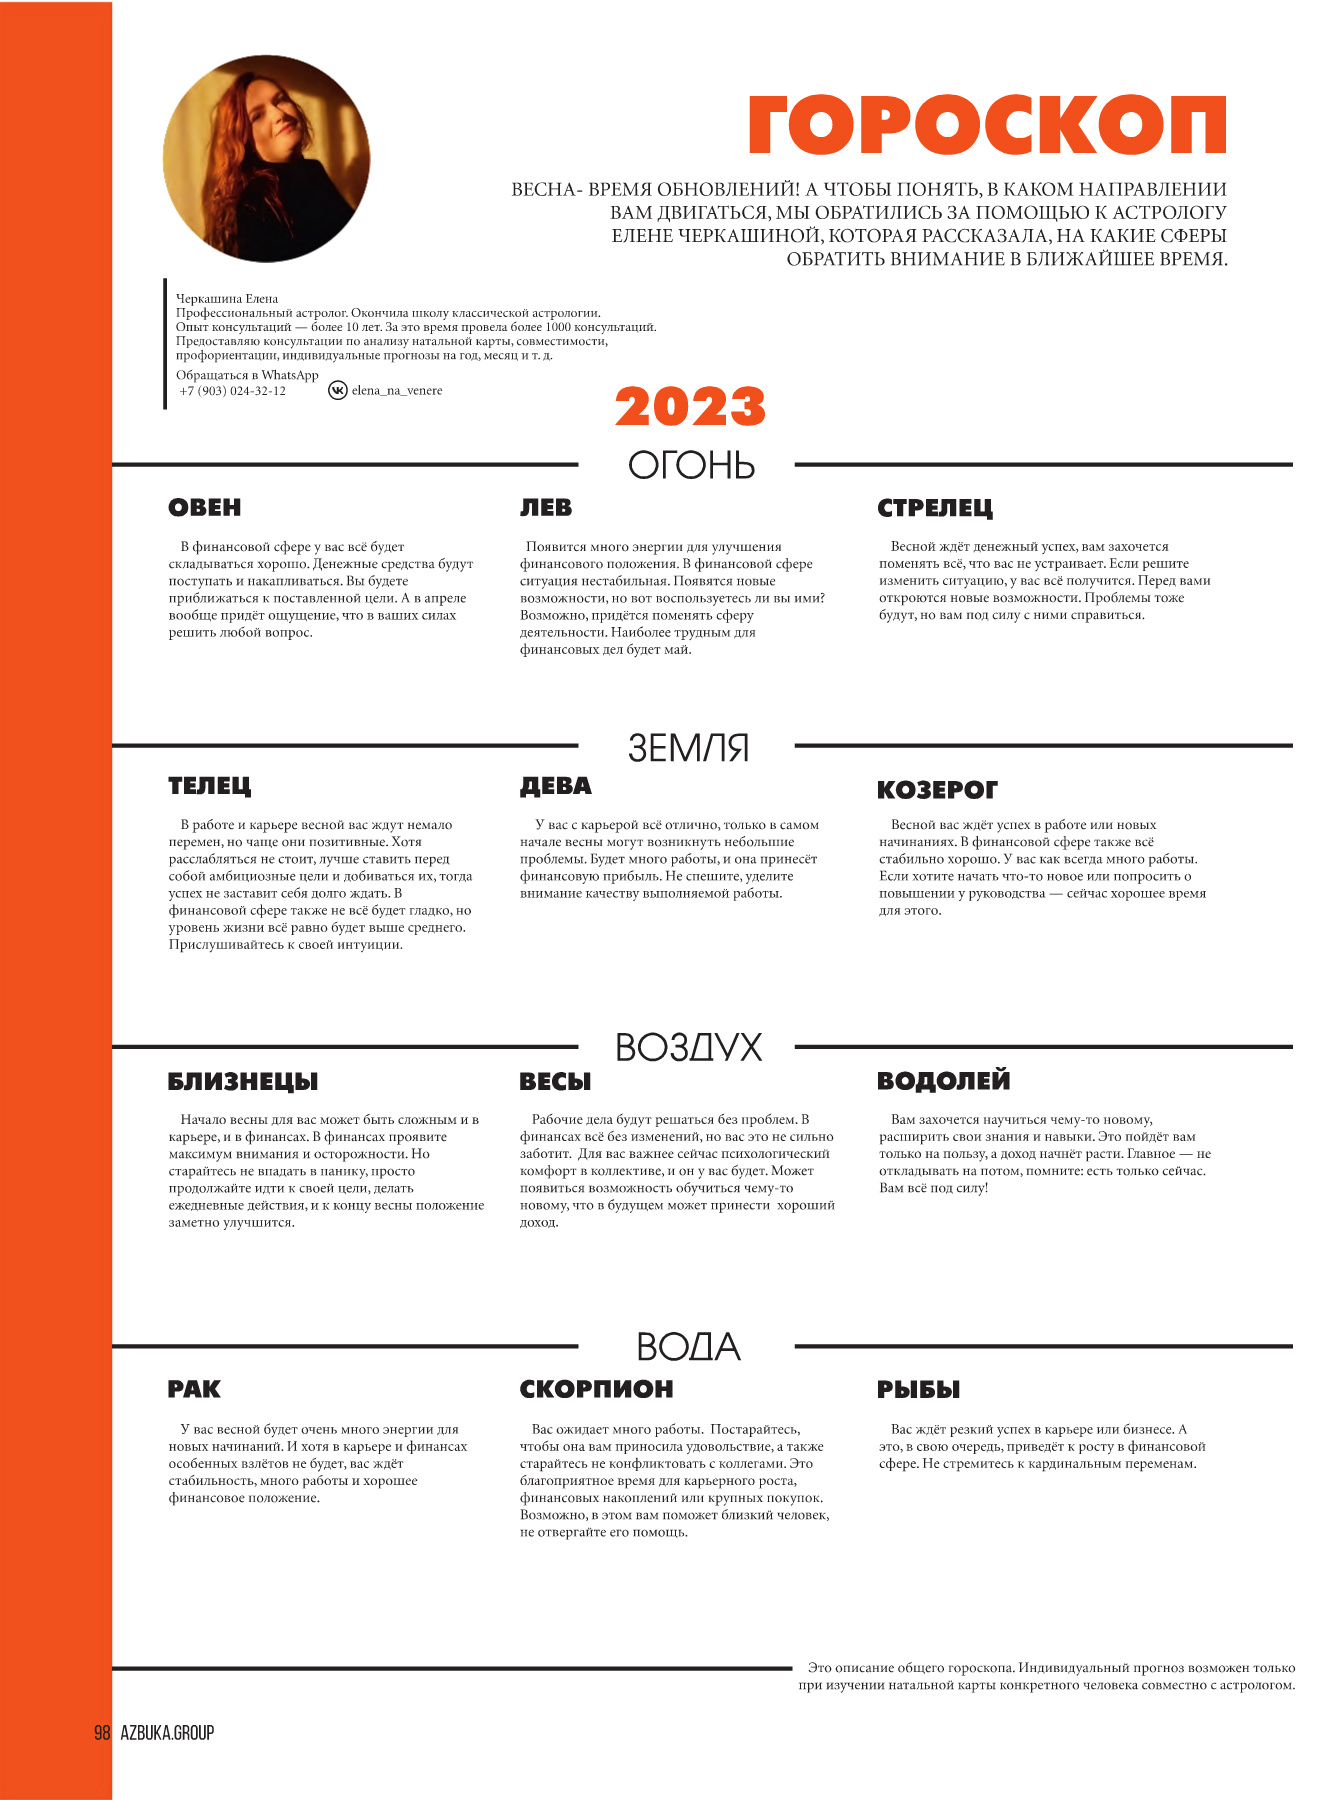 ГОРОСКОП
ВЕСНА- ВРЕМЯ ОБНОВЛЕНИЙ! А ЧТОБЫ ПОНЯТЬ, В КАКОМ НАПРАВЛЕНИИ
ВАМ ДВИГАТЬСЯ, МЫ ОБРАТИЛИСЬ ЗА ПОМОЩЬЮ К АСТРОЛОГУ
ЕЛЕНЕ ЧЕРКАШИНОЙ, КОТОРАЯ РАССКАЗАЛА, НА КАКИЕ СФЕРЫ
ОБРАТИТЬ ВНИМАНИЕ В БЛИЖАЙШЕЕ ВРЕМЯ.
Черкашина Елена
Профессиональный астролог. Окончила школу классической астрологии.
Опыт консультаций — более 10 лет. За это время провела более 1000 консультаций.
Предоставляю консультации по анализу натальной карты, совместимости,
профориентации, индивидуальные прогнозы на год, месяц и т. д.
Обращаться в WhatsApp
+7 (903) 024-32-12 elena_na_venere
2023
ОГОНЬ
ОВЕН
В финансовой сфере у вас всё будет
складываться хорошо. Денежные средства будут
поступать и накапливаться. Вы будете
приближаться к поставленной цели. А в апреле
вообще придёт ощущение, что в ваших силах
решить любой вопрос.
ЛЕВ
Появится много энергии для улучшения
финансового положения. В финансовой сфере
ситуация нестабильная. Появятся новые
возможности, но вот воспользуетесь ли вы ими?
Возможно, придётся поменять сферу
деятельности. Наиболее трудным для
финансовых дел будет май.
СТРЕЛЕЦ
Весной ждёт денежный успех, вам захочется
поменять всё, что вас не устраивает. Если решите
изменить ситуацию, у вас всё получится. Перед вами
откроются новые возможности. Проблемы тоже
будут, но вам под силу с ними справиться.
ЗЕМЛЯ
ТЕЛЕЦ
В работе и карьере весной вас ждут немало
перемен, но чаще они позитивные. Хотя
расслабляться не стоит, лучше ставить перед
собой амбициозные цели и добиваться их, тогда
успех не заставит себя долго ждать. В
финансовой сфере также не всё будет гладко, но
уровень жизни всё равно будет выше среднего.
Прислушивайтесь к своей интуиции.
ДЕВА
У вас с карьерой всё отлично, только в самом
начале весны могут возникнуть небольшие
проблемы. Будет много работы, и она принесёт
финансовую прибыль. Не спешите, уделите
внимание качеству выполняемой работы.
КОЗЕРОГ
Весной вас ждёт успех в работе или новых
начинаниях. В финансовой сфере также всё
стабильно хорошо. У вас как всегда много работы.
Если хотите начать что-то новое или попросить о
повышении у руководства — сейчас хорошее время
для этого.
ВОЗДУХ
БЛИЗНЕЦЫ
Начало весны для вас может быть сложным и в
карьере, и в финансах. В финансах проявите
максимум внимания и осторожности. Но
старайтесь не впадать в панику, просто
продолжайте идти к своей цели, делать
ежедневные действия, и к концу весны положение
заметно улучшится.
ВЕСЫ
Рабочие дела будут решаться без проблем. В
финансах всё без изменений, но вас это не сильно
заботит. Для вас важнее сейчас психологический
комфорт в коллективе, и он у вас будет. Может
появиться возможность обучиться чему-то
новому, что в будущем может принести хороший
доход.
ВОДОЛЕЙ
Вам захочется научиться чему-то новому,
расширить свои знания и навыки. Это пойдёт вам
только на пользу, а доход начнёт расти. Главное — не
откладывать на потом, помните: есть только сейчас.
Вам всё под силу!
ВОДА
РАК
У вас весной будет очень много энергии для
новых начинаний. И хотя в карьере и финансах
особенных взлётов не будет, вас ждёт
стабильность, много работы и хорошее
финансовое положение.
СКОРПИОН
Вас ожидает много работы. Постарайтесь,
чтобы она вам приносила удовольствие, а также
старайтесь не конфликтовать с коллегами. Это
благоприятное время для карьерного роста,
финансовых накоплений или крупных покупок.
Возможно, в этом вам поможет близкий человек,
не отвергайте его помощь.
РЫБЫ
Вас ждёт резкий успех в карьере или бизнесе. А
это, в свою очередь, приведёт к росту в финансовой
сфере. Не стремитесь к кардинальным переменам.
Это описание общего гороскопа. Индивидуальный прогноз возможен только
при изучении натальной карты конкретного человека совместно с астрологом.
98 AZBUKA.GROUP